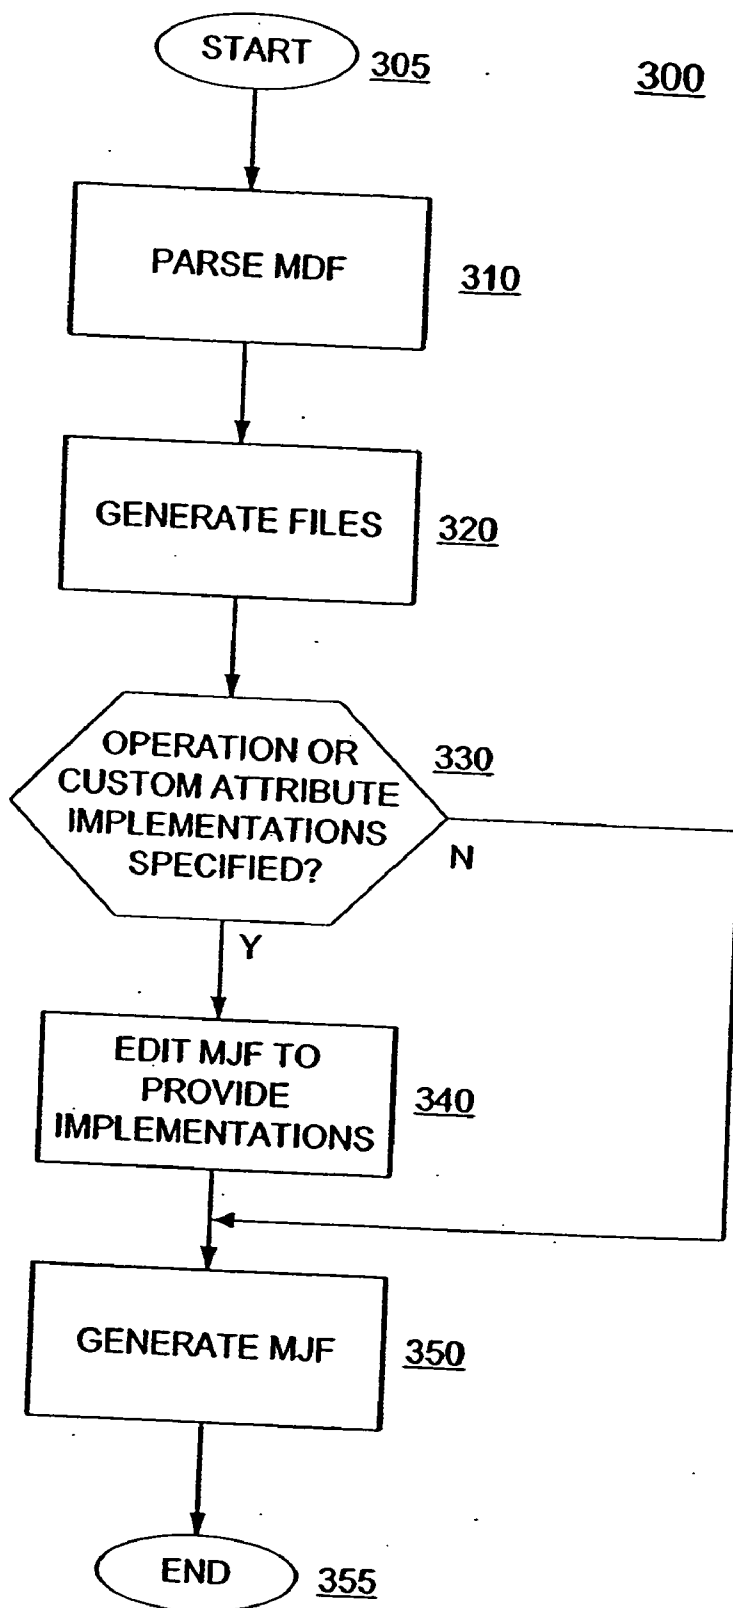 START
305
300
PARSE MDF
310
GENERATE FILES
320
OPERATION OR
CUSTOM ATTRIBUTE
IMPLEMENTATIONS
SPECIFIED?
330
N
Y
EDIT MJF TO
PROVIDE
IMPLEMENTATIONS
340
GENERATE MJF
350
END
355